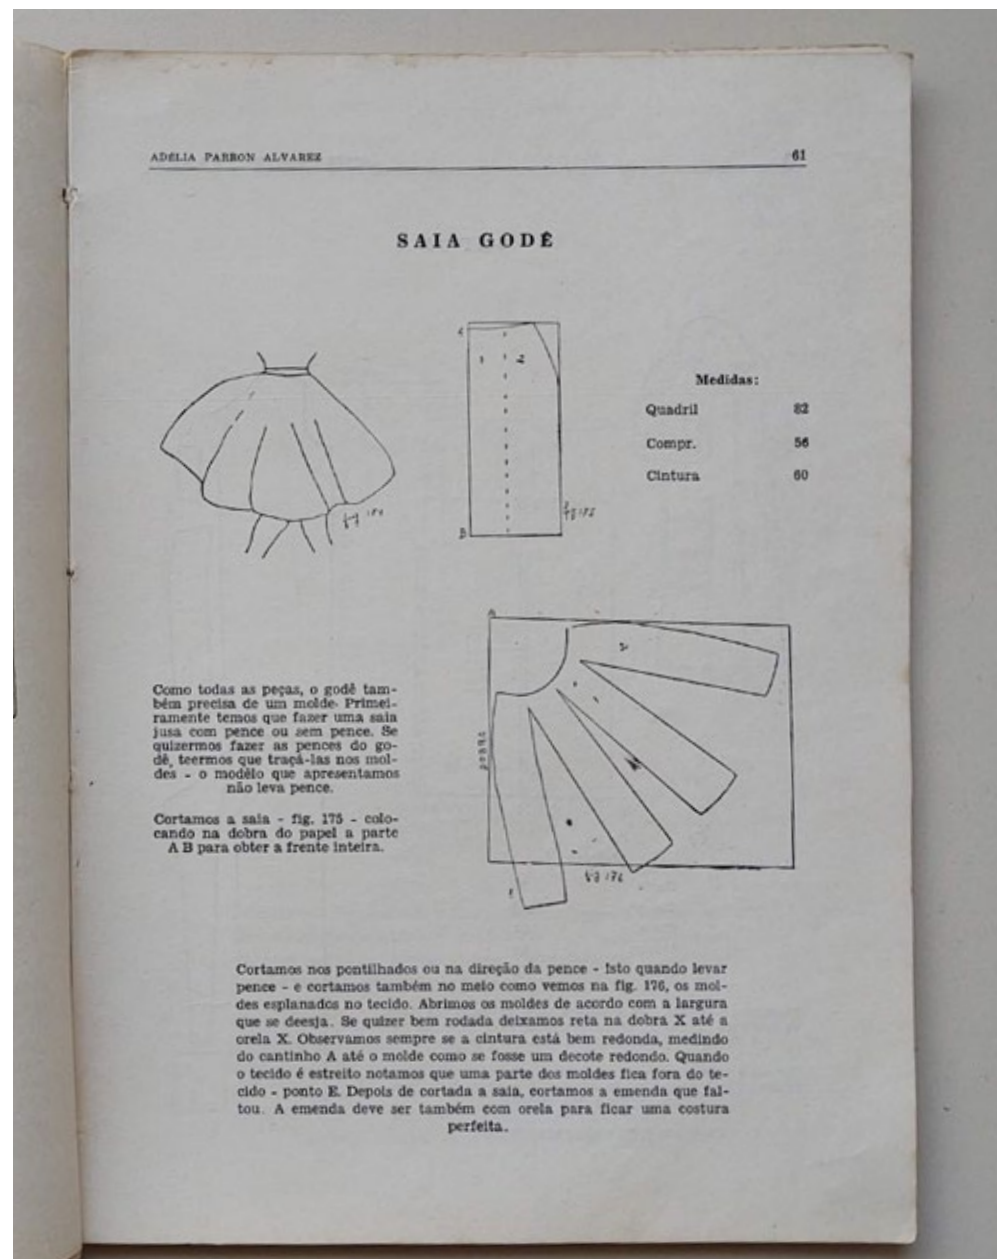 ADÉLIA PARRON ALVAREZ 61
SAIA GODÊ
A
1 2
B
Medidas:
Quadril 82
Compr. 56
Cintura 60
Como todas as peças, o godê tam-
bém precisa de um molde. Primei-
ramente temos que fazer uma saia
jusa com pence ou sem pence. Se
quizermos fazer as pences do go-
dê, teermos que traçá-las nos mol-
des - o modêlo que apresentamos
não leva pence.
Cortamos a saia - fig. 175 - colo-
cando na dobra do papel a parte
A B para obter a frente inteira.
A
2
dobra
1
fig 176
Cortamos nos pontilhados ou na direção da pence - Isto quando levar
pence - e cortamos também no meio como vemos na fig. 176, os mol-
des esplanados no tecido. Abrimos os moldes de acordo com a largura
que se deesja. Se quizer bem rodada deixamos reta na dobra X até a
orela X. Observamos sempre se a cintura está bem redonda, medindo
do cantinho A até o molde como se fosse um decote redondo. Quando
o tecido é estreito notamos que uma parte dos moldes fica fora do te-
cido - ponto E. Depois de cortada a saia, cortamos a emenda que fal-
tou. A emenda deve ser também com orela para ficar uma costura
perfeita.